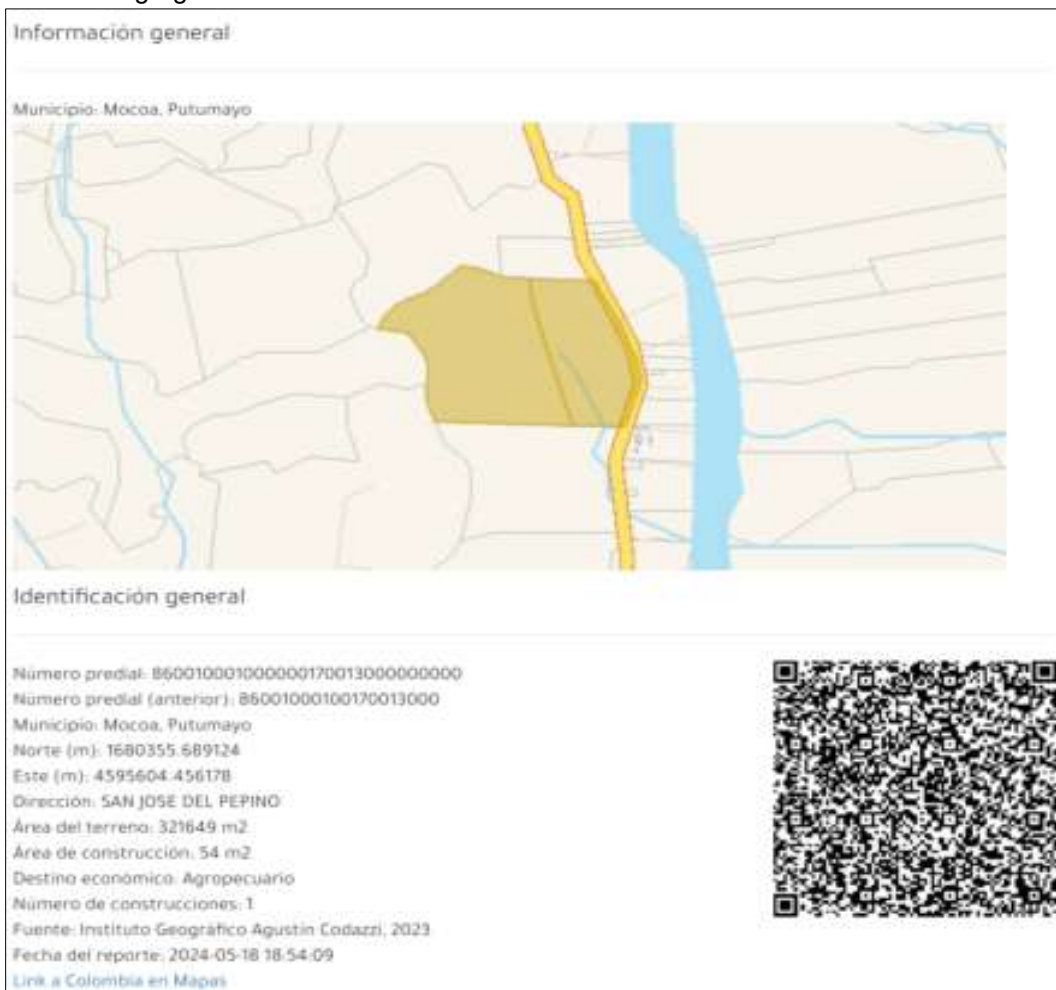 Información general
Municipio: Mocoa, Putumayo
Identificación general
Número predial: 860010001000000170013000000000
Número predial (anterior): 86001000100170013000
Municipio: Mocoa, Putumayo
Norte (m): 1680355.689124
Este (m): 4595604.456178
Dirección: SAN JOSE DEL PEPINO
Área del terreno: 321649 m2
Área de construcción: 54 m2
Destino económico: Agropecuario
Número de construcciones: 1
Fuente: Instituto Geográfico Agustín Codazzi, 2023
Fecha del reporte: 2024-05-18 18:54:09
Link a Colombia en Mapas